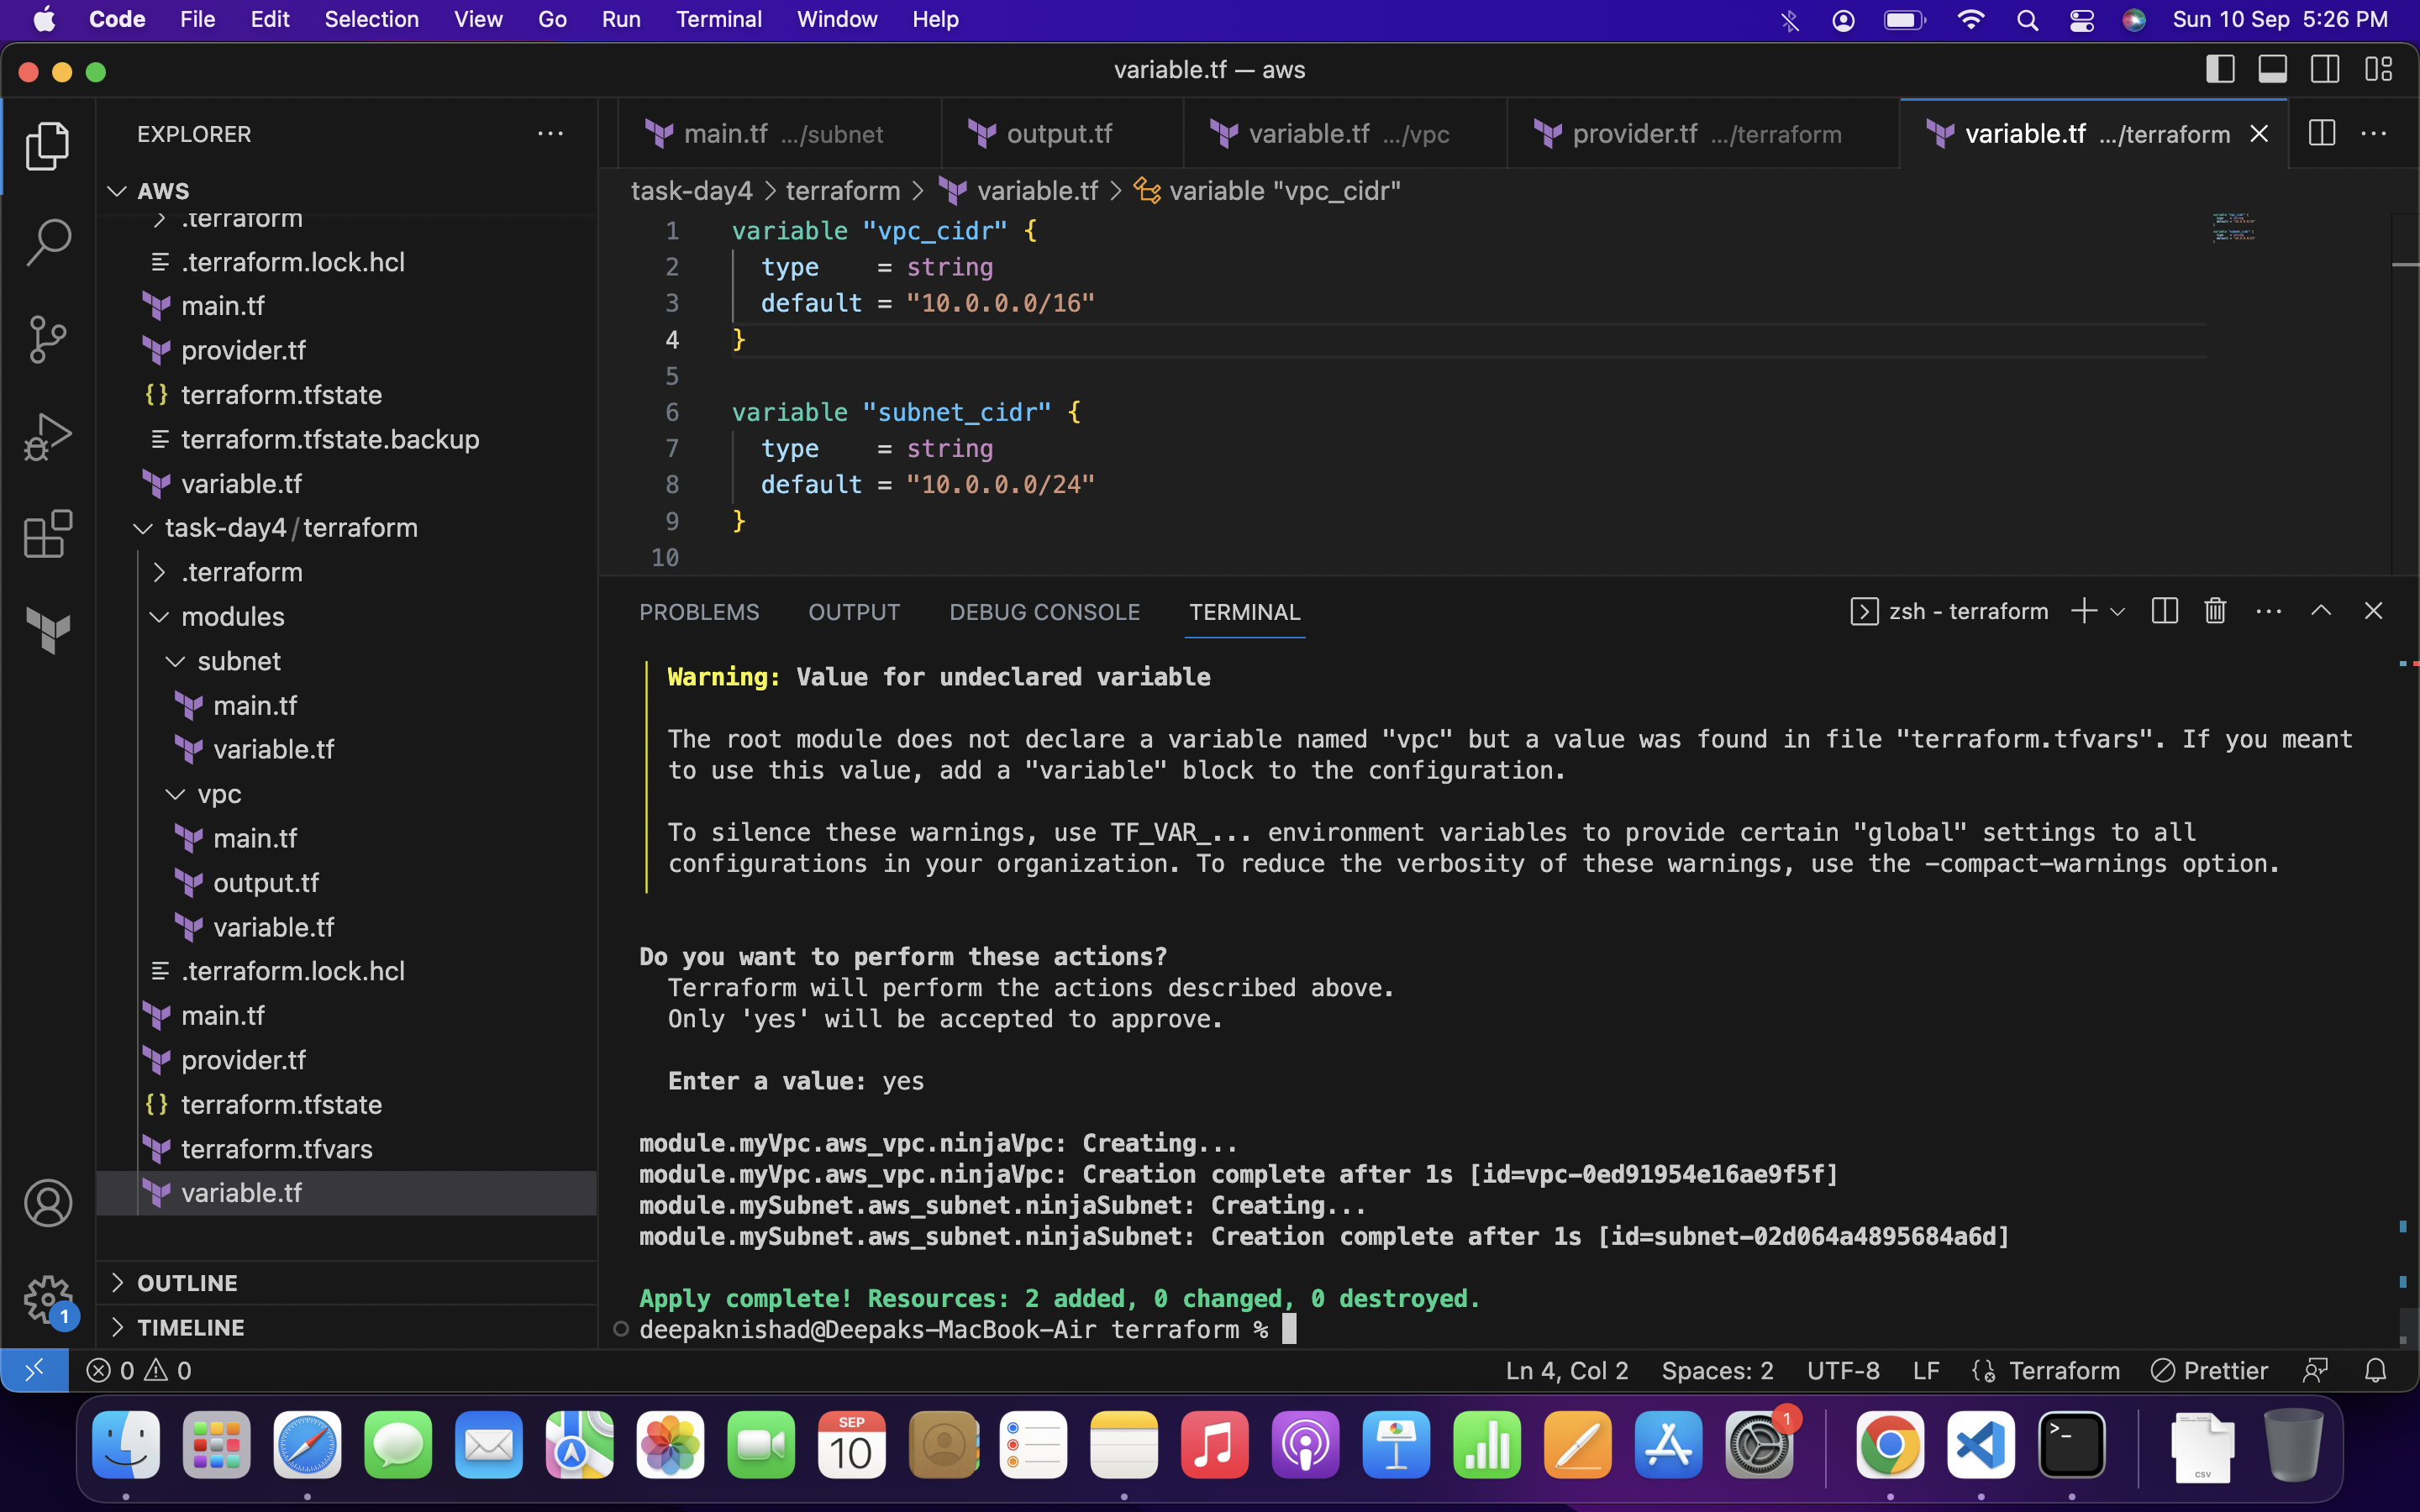 Code File Edit Selection View Go Run Terminal Window Help Sun 10 Sep 5:26 PM
variable.tf — aws
EXPLORER
AWS
.terraform
.terraform.lock.hcl
main.tf
provider.tf
terraform.tfstate
terraform.tfstate.backup
variable.tf
task-day4/terraform
.terraform
modules
subnet
main.tf
variable.tf
vpc
main.tf
output.tf
variable.tf
.terraform.lock.hcl
main.tf
provider.tf
terraform.tfstate
terraform.tfvars
variable.tf
OUTLINE
TIMELINE
main.tf .../subnet output.tf variable.tf .../vpc provider.tf .../terraform variable.tf .../terraform
task-day4 > terraform > variable.tf > variable "vpc_cidr"
1 variable "vpc_cidr" {
2 type    = string
3 default = "10.0.0.0/16"
4 }
5
6 variable "subnet_cidr" {
7 type    = string
8 default = "10.0.0.0/24"
9 }
10
PROBLEMS OUTPUT DEBUG CONSOLE TERMINAL zsh - terraform
Warning: Value for undeclared variable
The root module does not declare a variable named "vpc" but a value was found in file "terraform.tfvars". If you meant
to use this value, add a "variable" block to the configuration.
To silence these warnings, use TF_VAR_... environment variables to provide certain "global" settings to all
configurations in your organization. To reduce the verbosity of these warnings, use the -compact-warnings option.
Do you want to perform these actions?
Terraform will perform the actions described above.
Only 'yes' will be accepted to approve.
Enter a value: yes
module.myVpc.aws_vpc.ninjaVpc: Creating...
module.myVpc.aws_vpc.ninjaVpc: Creation complete after 1s [id=vpc-0ed91954e16ae9f5f]
module.mySubnet.aws_subnet.ninjaSubnet: Creating...
module.mySubnet.aws_subnet.ninjaSubnet: Creation complete after 1s [id=subnet-02d064a4895684a6d]
Apply complete! Resources: 2 added, 0 changed, 0 destroyed.
deepaknishad@Deepaks-MacBook-Air terraform %
1
0 0 Ln 4, Col 2 Spaces: 2 UTF-8 LF Terraform Prettier
SEP
10
1
CSV